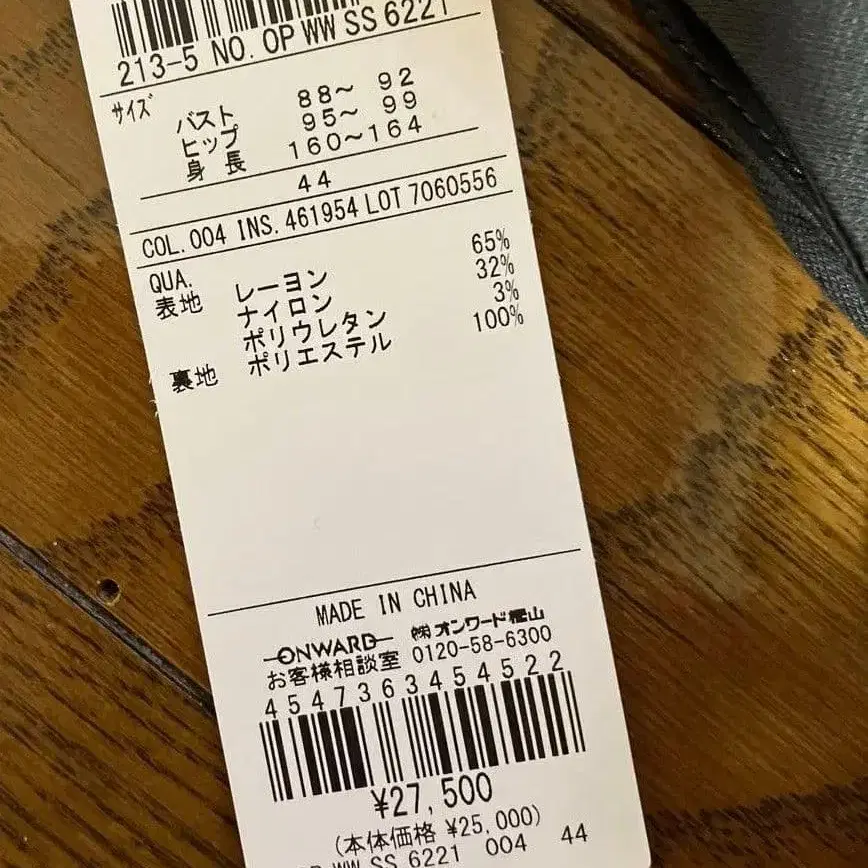 213-5 NO. OP WW SS 6221
サイズ
バスト 88～ 92
ヒップ 95～ 99
身長 160～164
44
COL.004 INS.461954 LOT 7060556
QUA.
表地 レーヨン 65%
ナイロン 32%
ポリウレタン 3%
裏地 ポリエステル 100%
MADE IN CHINA
ONWARD ㈱オンワード樫山
お客様相談室 0120-58-6300
4547363454522
¥27,500
(本体価格 ¥25,000)
OP WW SS 6221 004 44